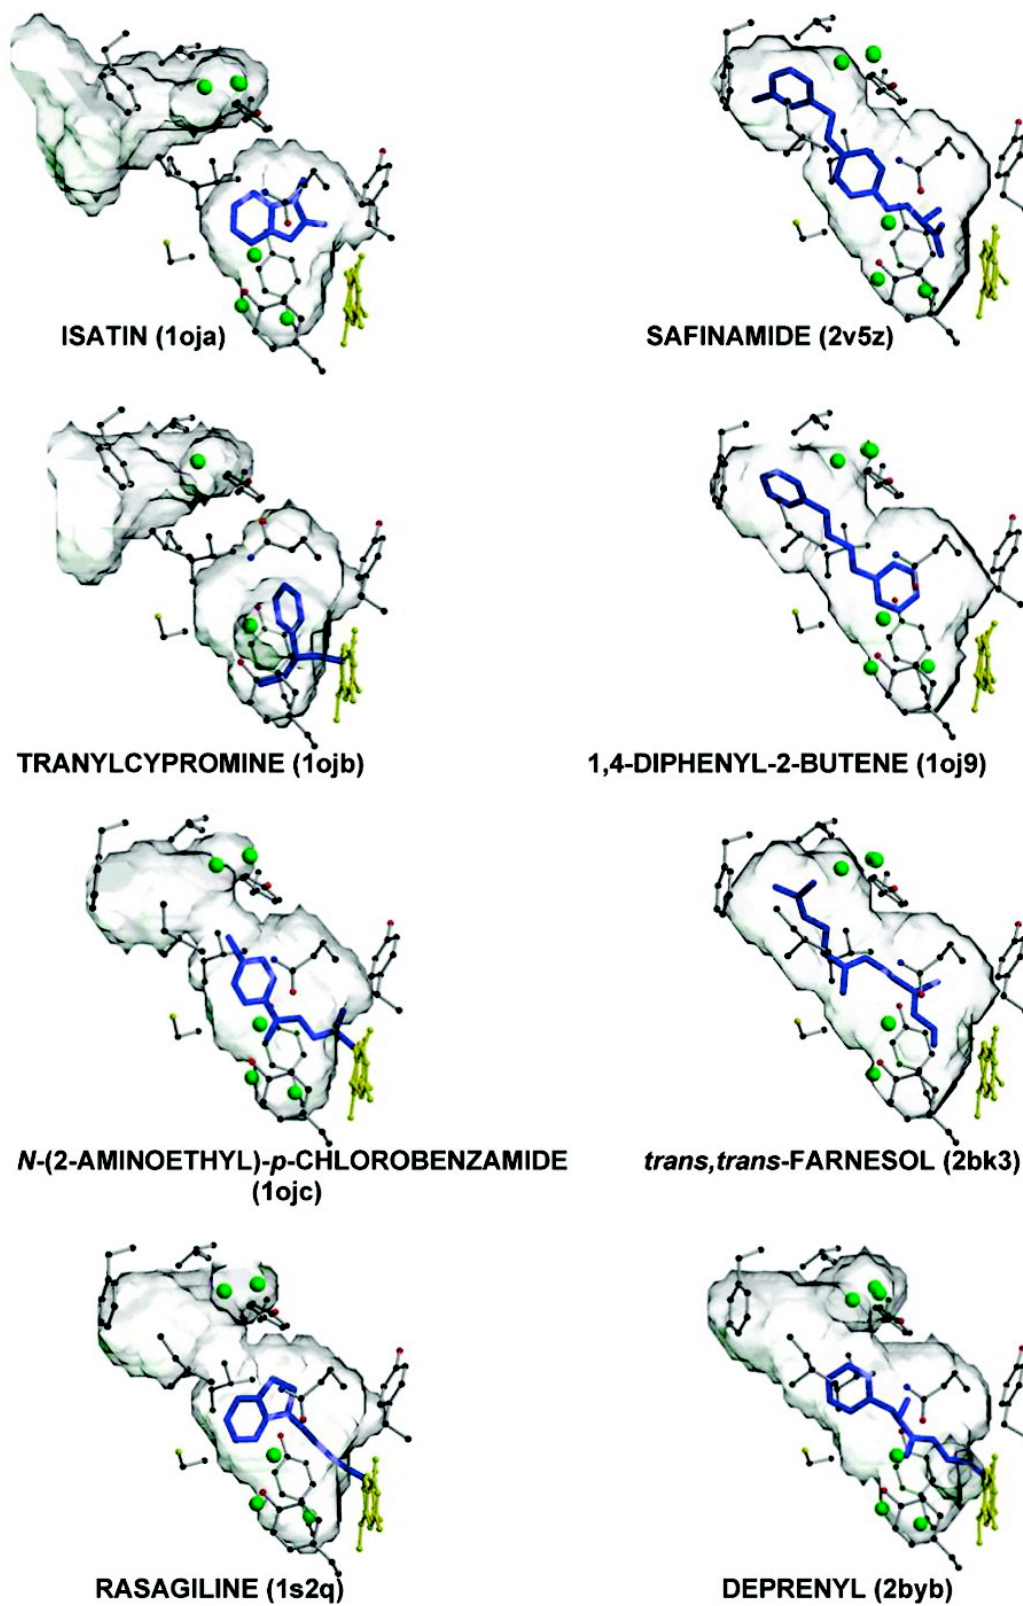 ISATIN (1oja)
SAFINAMIDE (2v5z)
TRANYLCYPROMINE (1ojb)
1,4-DIPHENYL-2-BUTENE (1oj9)
N-(2-AMINOETHYL)-p-CHLOROBENZAMIDE
(1ojc)
trans,trans-FARNESOL (2bk3)
RASAGILINE (1s2q)
DEPRENYL (2byb)